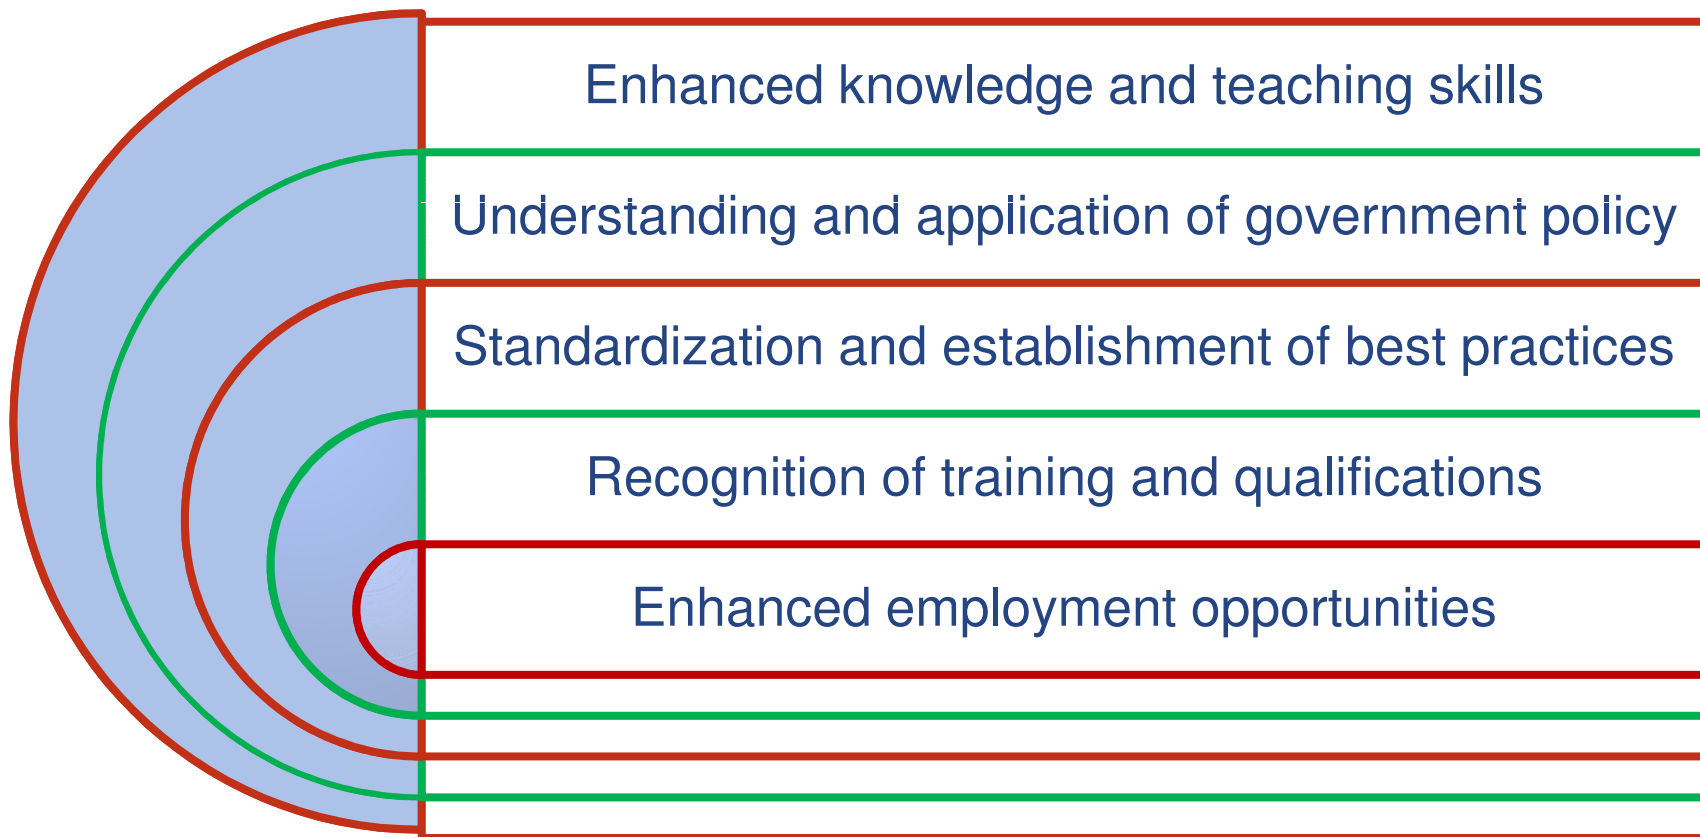 Enhanced knowledge and teaching skills
Understanding and application of government policy
Standardization and establishment of best practices
Recognition of training and qualifications
Enhanced employment opportunities